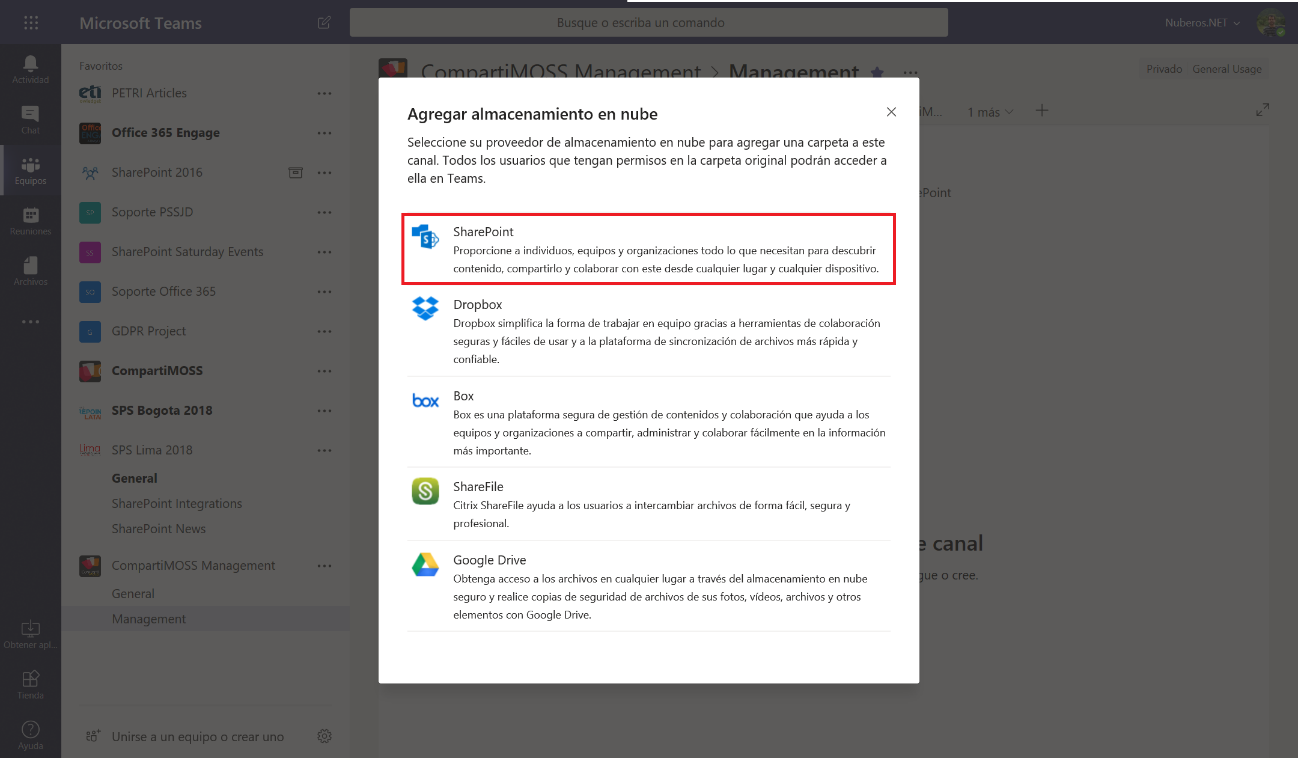 Microsoft Teams
Busque o escriba un comando
Nuberos.NET
Actividad
Chat
Equipos
Reuniones
Archivos
Obtener apl...
Tienda
Ayuda
Favoritos
PETRI Articles
Office 365 Engage
SharePoint 2016
Soporte PSSJD
SharePoint Saturday Events
Soporte Office 365
GDPR Project
CompartiMOSS
SPS Bogota 2018
SPS Lima 2018
General
SharePoint Integrations
SharePoint News
CompartiMOSS Management
General
Management
Unirse a un equipo o crear uno
CompartiMOSS Management > Management
Privado General Usage
iM... 1 más
ePoint
Agregar almacenamiento en nube
Seleccione su proveedor de almacenamiento en nube para agregar una carpeta a este
canal. Todos los usuarios que tengan permisos en la carpeta original podrán acceder a
ella en Teams.
SharePoint
Proporcione a individuos, equipos y organizaciones todo lo que necesitan para descubrir
contenido, compartirlo y colaborar con este desde cualquier lugar y cualquier dispositivo.
Dropbox
Dropbox simplifica la forma de trabajar en equipo gracias a herramientas de colaboración
seguras y fáciles de usar y a la plataforma de sincronización de archivos más rápida y
confiable.
box
Box
Box es una plataforma segura de gestión de contenidos y colaboración que ayuda a los
equipos y organizaciones a compartir, administrar y colaborar fácilmente en la información
más importante.
ShareFile
Citrix ShareFile ayuda a los usuarios a intercambiar archivos de forma fácil, segura y
profesional.
Google Drive
Obtenga acceso a los archivos en cualquier lugar a través del almacenamiento en nube
seguro y realice copias de seguridad de archivos de sus fotos, vídeos, archivos y otros
elementos con Google Drive.
e canal
gue o cree.